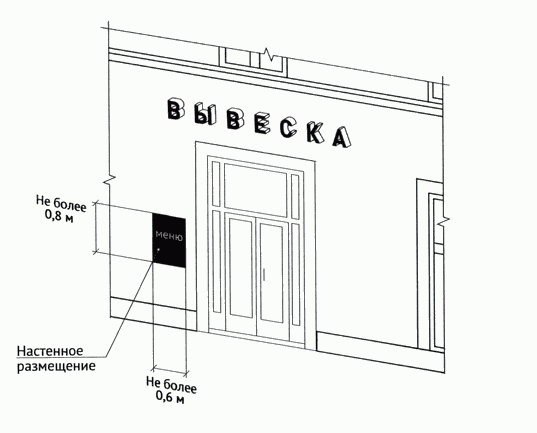 ВЫВЕСКА
Не более
0,8 м
меню
Настенное
размещение
Не более
0,6 м